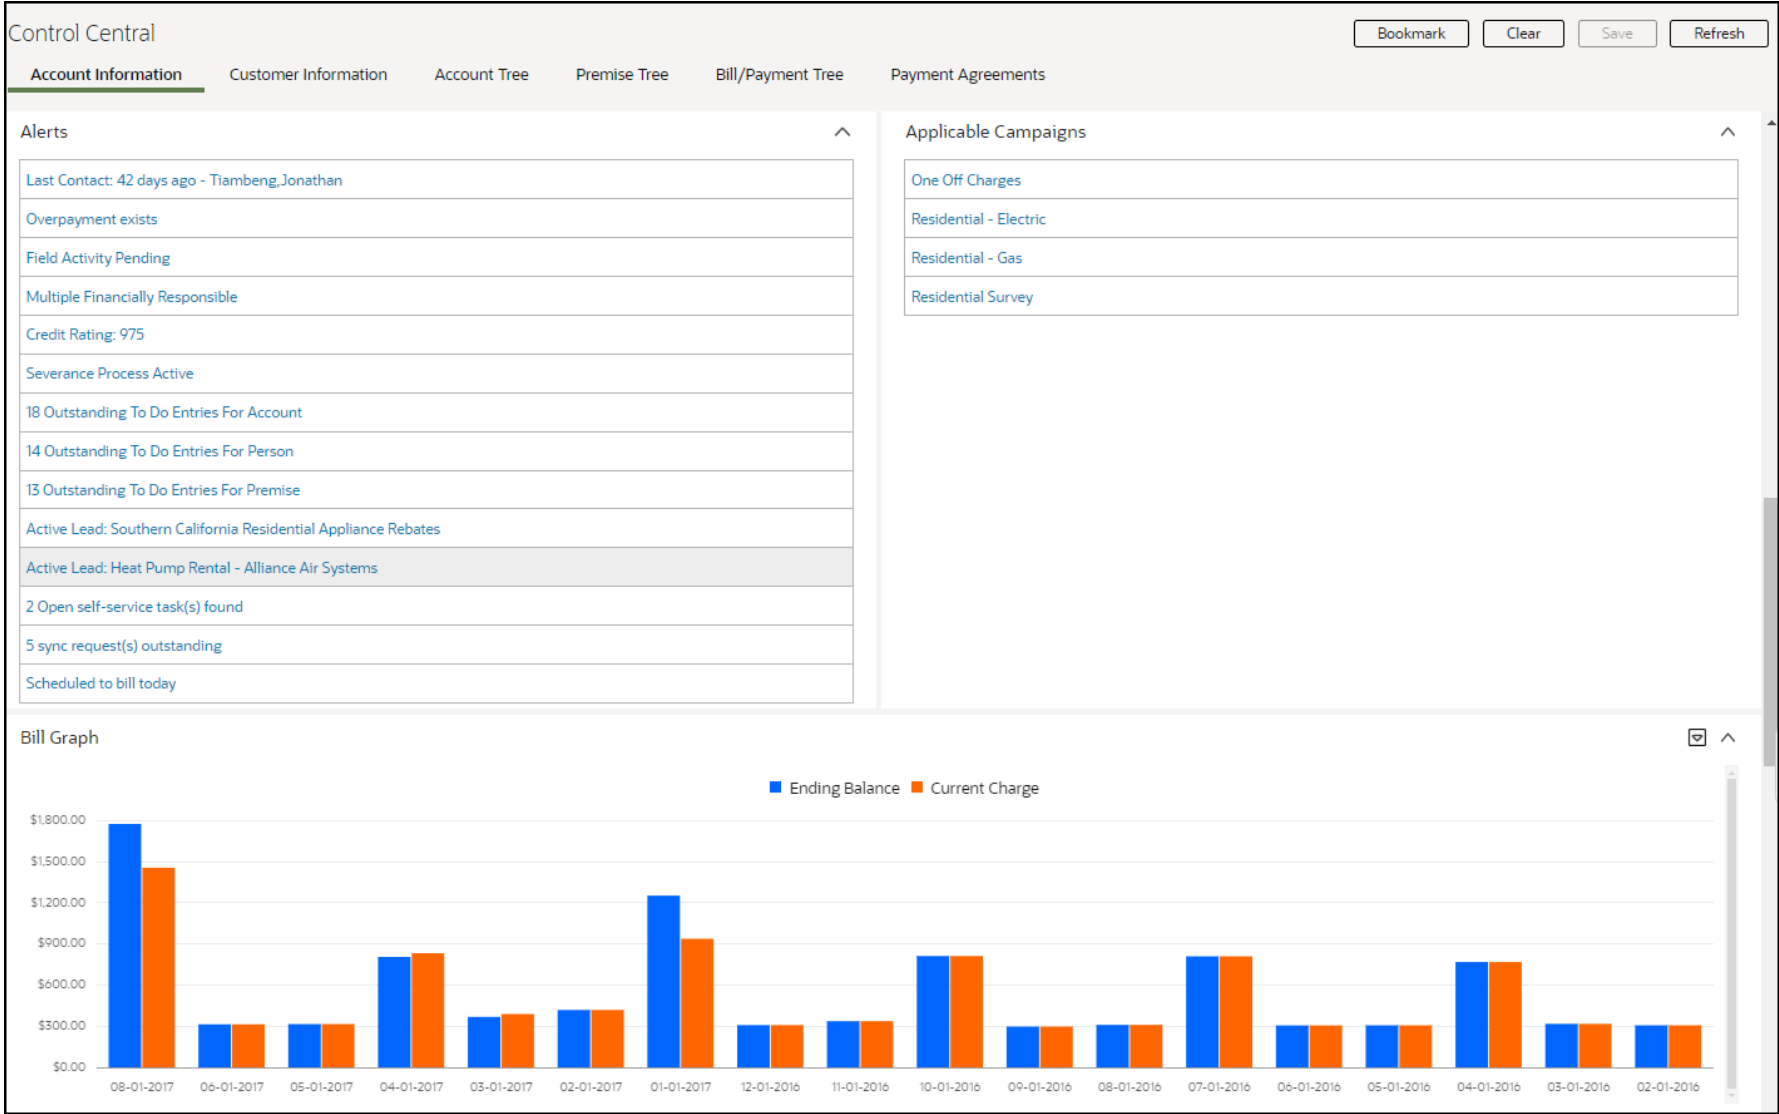 Control Central
Bookmark
Clear
Save
Refresh
Account Information
Customer Information
Account Tree
Premise Tree
Bill/Payment Tree
Payment Agreements
Alerts
Last Contact: 42 days ago - Tiambeng,Jonathan
Overpayment exists
Field Activity Pending
Multiple Financially Responsible
Credit Rating: 975
Severance Process Active
18 Outstanding To Do Entries For Account
14 Outstanding To Do Entries For Person
13 Outstanding To Do Entries For Premise
Active Lead: Southern California Residential Appliance Rebates
Active Lead: Heat Pump Rental - Alliance Air Systems
2 Open self-service task(s) found
5 sync request(s) outstanding
Scheduled to bill today
Applicable Campaigns
One Off Charges
Residential - Electric
Residential - Gas
Residential Survey
Bill Graph
Ending Balance
Current Charge
$1,800.00
$1,500.00
$1,200.00
$900.00
$600.00
$300.00
$0.00
08-01-2017
06-01-2017
05-01-2017
04-01-2017
03-01-2017
02-01-2017
01-01-2017
12-01-2016
11-01-2016
10-01-2016
09-01-2016
08-01-2016
07-01-2016
06-01-2016
05-01-2016
04-01-2016
03-01-2016
02-01-2016